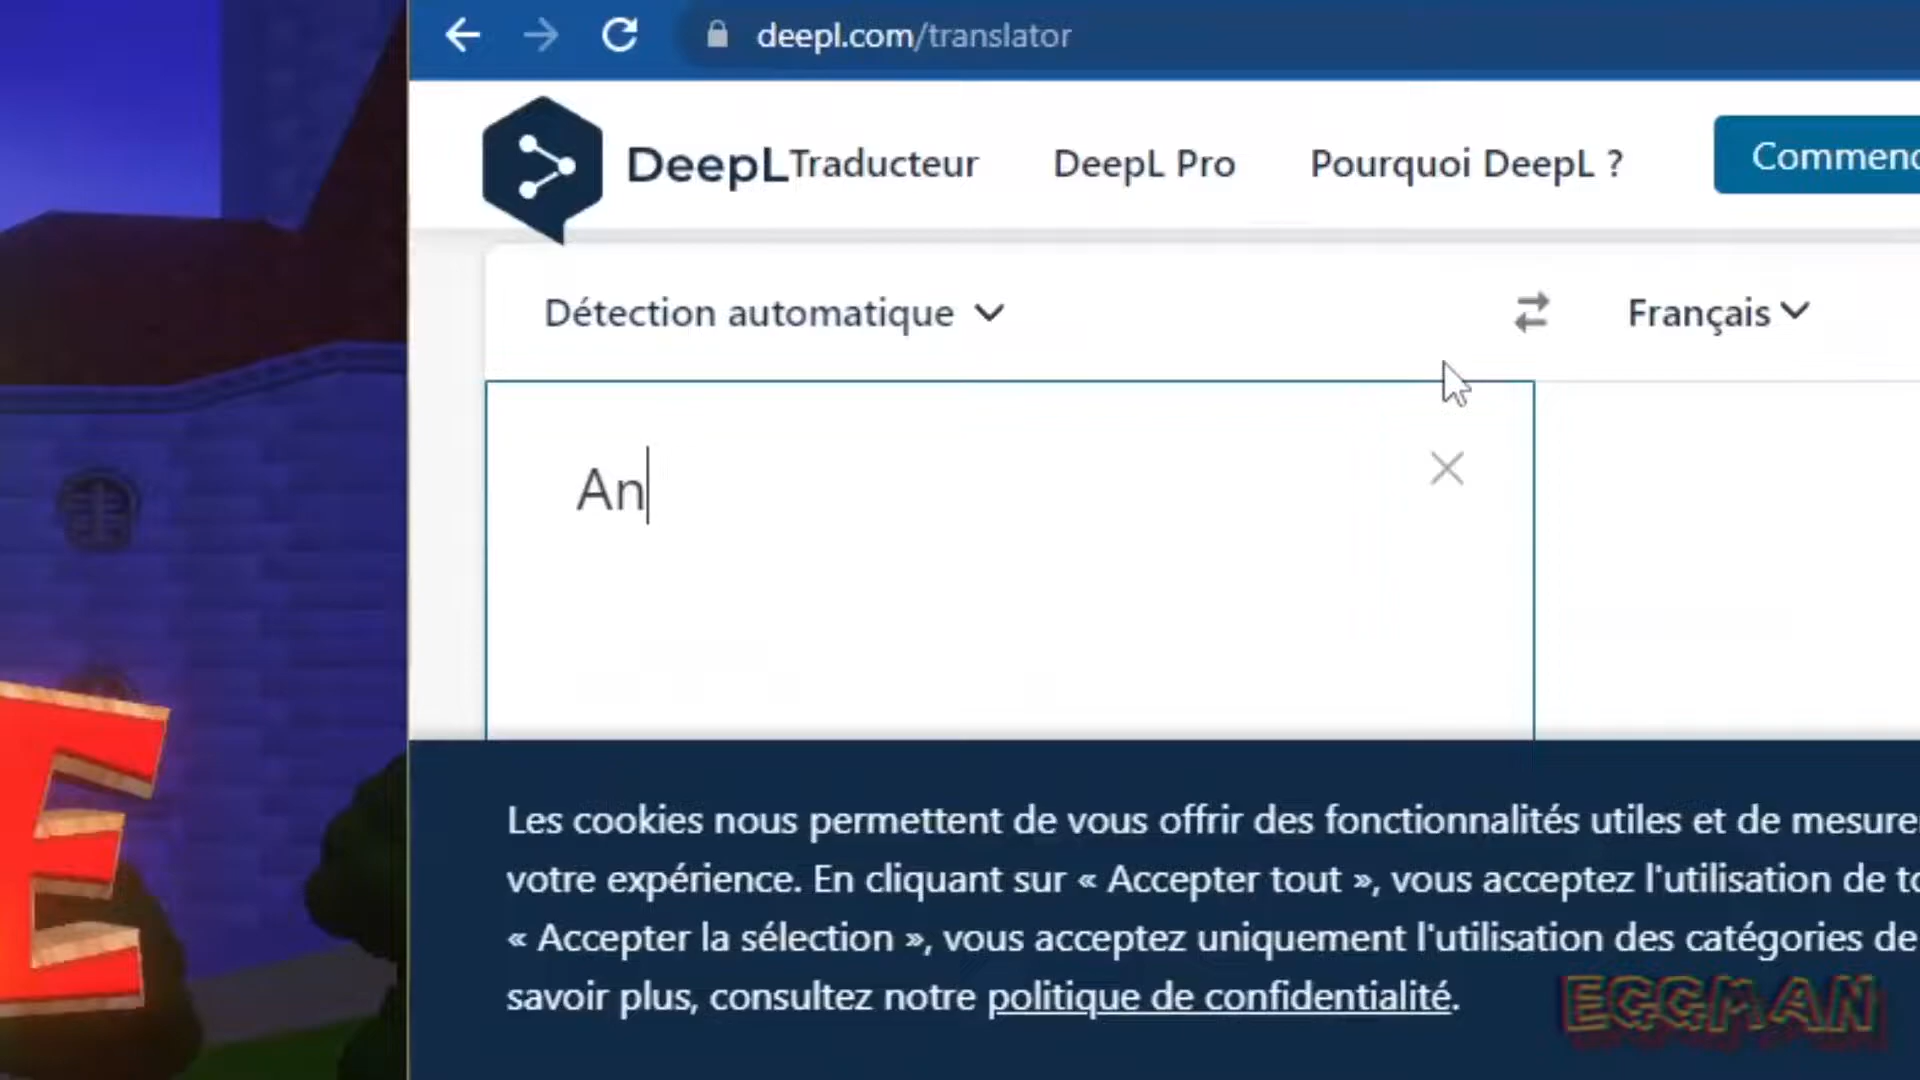 deepl.com/translator
DeepL Traducteur DeepL Pro Pourquoi DeepL ? Commenc
Détection automatique Français
An
E
Les cookies nous permettent de vous offrir des fonctionnalités utiles et de mesure
votre expérience. En cliquant sur « Accepter tout », vous acceptez l'utilisation de to
« Accepter la sélection », vous acceptez uniquement l'utilisation des catégories de
savoir plus, consultez notre politique de confidentialité.
EGGMAN